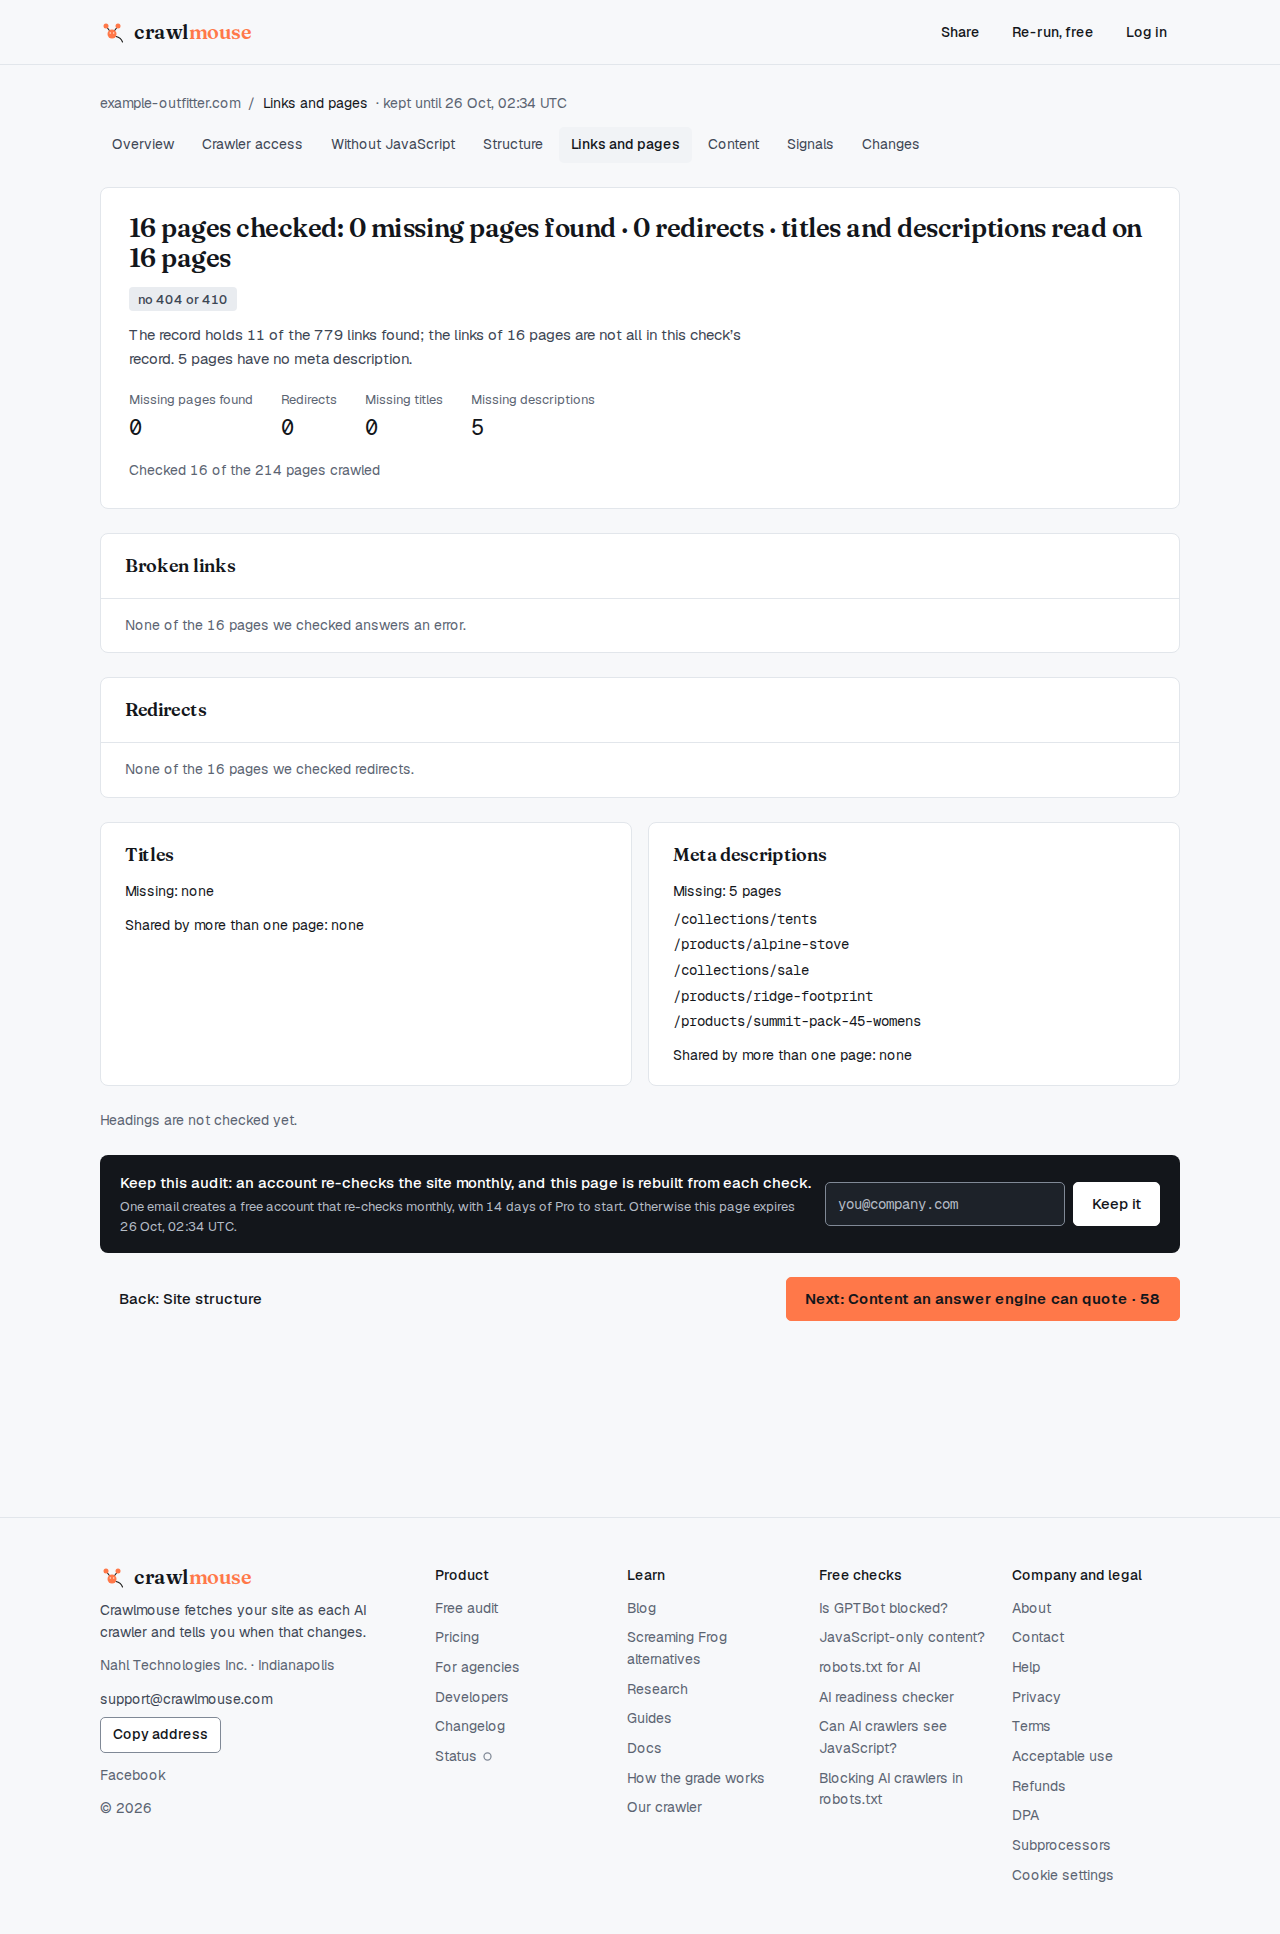 crawlmouse
Share Re-run, free Log in
example-outfitter.com / Links and pages · kept until 26 Oct, 02:34 UTC
Overview Crawler access Without JavaScript Structure Links and pages Content Signals Changes
16 pages checked: 0 missing pages found · 0 redirects · titles and descriptions read on
16 pages
no 404 or 410
The record holds 11 of the 779 links found; the links of 16 pages are not all in this check's
record. 5 pages have no meta description.
Missing pages found Redirects Missing titles Missing descriptions
0 0 0 5
Checked 16 of the 214 pages crawled
Broken links
None of the 16 pages we checked answers an error.
Redirects
None of the 16 pages we checked redirects.
Titles
Missing: none
Shared by more than one page: none
Meta descriptions
Missing: 5 pages
/collections/tents
/products/alpine-stove
/collections/sale
/products/ridge-footprint
/products/summit-pack-45-womens
Shared by more than one page: none
Headings are not checked yet.
Keep this audit: an account re-checks the site monthly, and this page is rebuilt from each check.
One email creates a free account that re-checks monthly, with 14 days of Pro to start. Otherwise this page expires
26 Oct, 02:34 UTC.
you@company.com
Keep it
Back: Site structure
Next: Content an answer engine can quote · 58
crawlmouse
Crawlmouse fetches your site as each AI
crawler and tells you when that changes.
Nahl Technologies Inc. · Indianapolis
support@crawlmouse.com
Copy address
Facebook
© 2026
Product
Free audit
Pricing
For agencies
Developers
Changelog
Status
Learn
Blog
Screaming Frog
alternatives
Research
Guides
Docs
How the grade works
Our crawler
Free checks
Is GPTBot blocked?
JavaScript-only content?
robots.txt for AI
AI readiness checker
Can AI crawlers see
JavaScript?
Blocking AI crawlers in
robots.txt
Company and legal
About
Contact
Help
Privacy
Terms
Acceptable use
Refunds
DPA
Subprocessors
Cookie settings